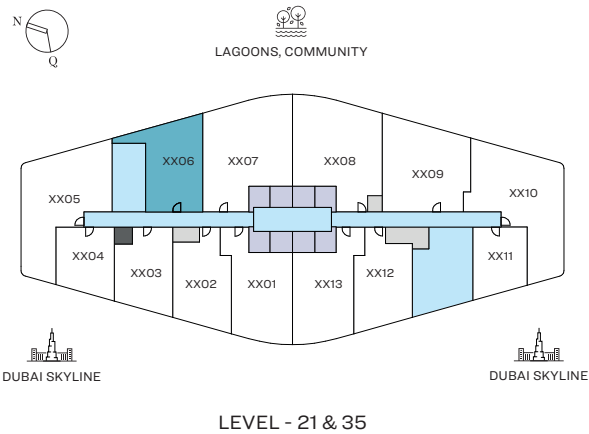 N
Q
LAGOONS, COMMUNITY
XX06
XX07
XX08
XX09
XX05
XX10
XX04
XX03
XX02
XX01
XX13
XX12
XX11
DUBAI SKYLINE
DUBAI SKYLINE
LEVEL - 21 & 35